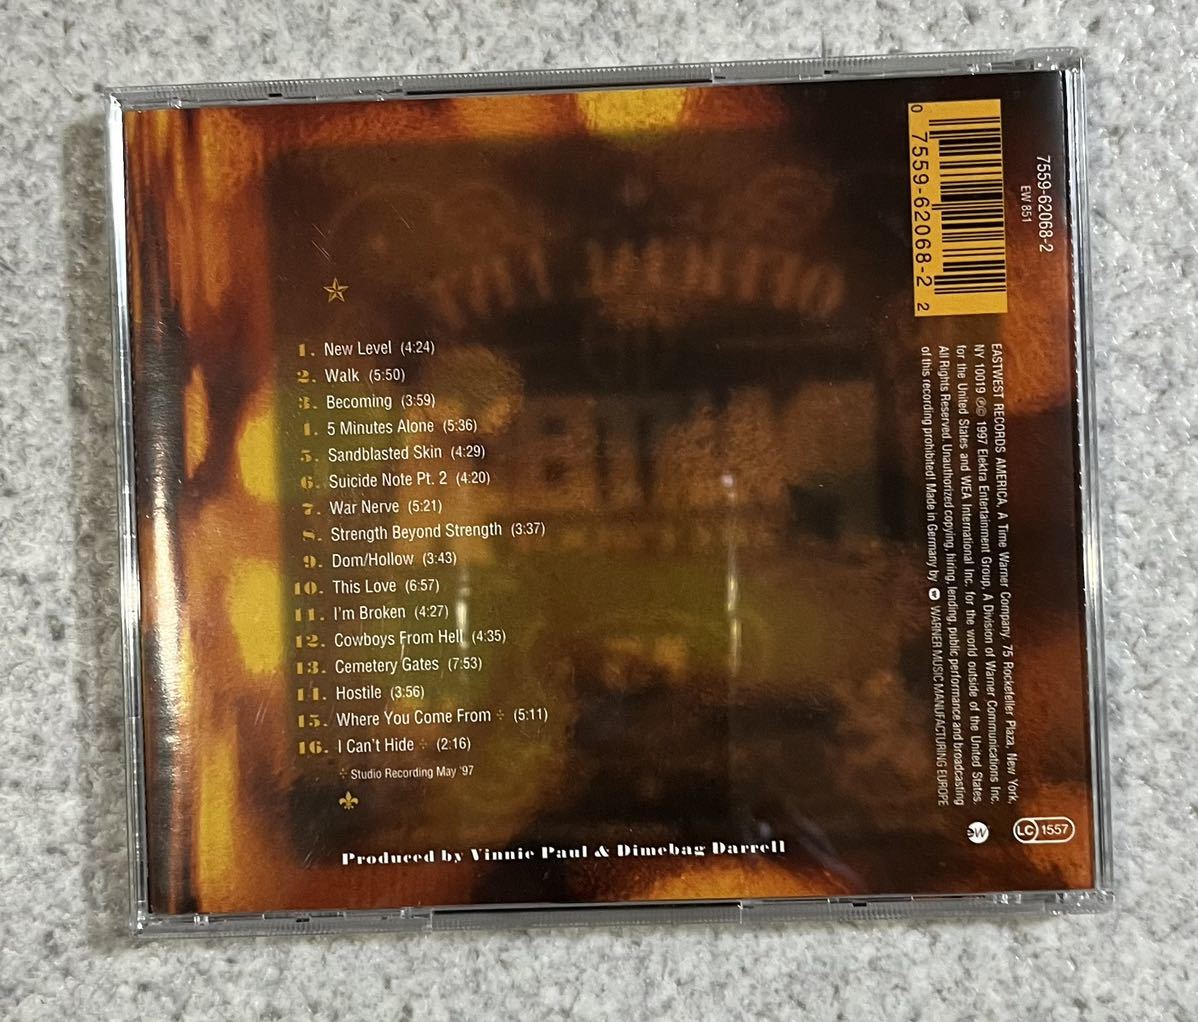 1. New Level (4:24)
2. Walk (5:50)
3. Becoming (3:59)
4. 5 Minutes Alone (5:36)
5. Sandblasted Skin (4:29)
6. Suicide Note Pt. 2 (4:20)
7. War Nerve (5:21)
8. Strength Beyond Strength (3:37)
9. Dom/Hollow (3:43)
10. This Love (6:57)
11. I'm Broken (4:27)
12. Cowboys From Hell (4:35)
13. Cemetery Gates (7:53)
14. Hostile (3:56)
15. Where You Come From ÷ (5:11)
16. I Can't Hide ÷ (2:16)
÷ Studio Recording May '97
Produced by Vinnie Paul & Dimebag Darrell
7559-62068-2
EW 851
0 7559-62068-2 2
EASTWEST RECORDS AMERICA, A Time Warner Company. 75 Rockefeller Plaza, New York,
NY 10019 ℗© 1997 Elektra Entertainment Group, A Division of Warner Communications Inc.
for the United States and WEA International Inc. for the world outside of the United States.
All Rights Reserved. Unauthorized copying, hiring, lending, public performance and broadcasting
of this recording prohibited! Made in Germany by WARNER MUSIC MANUFACTURING EUROPE
eW
LC 1557